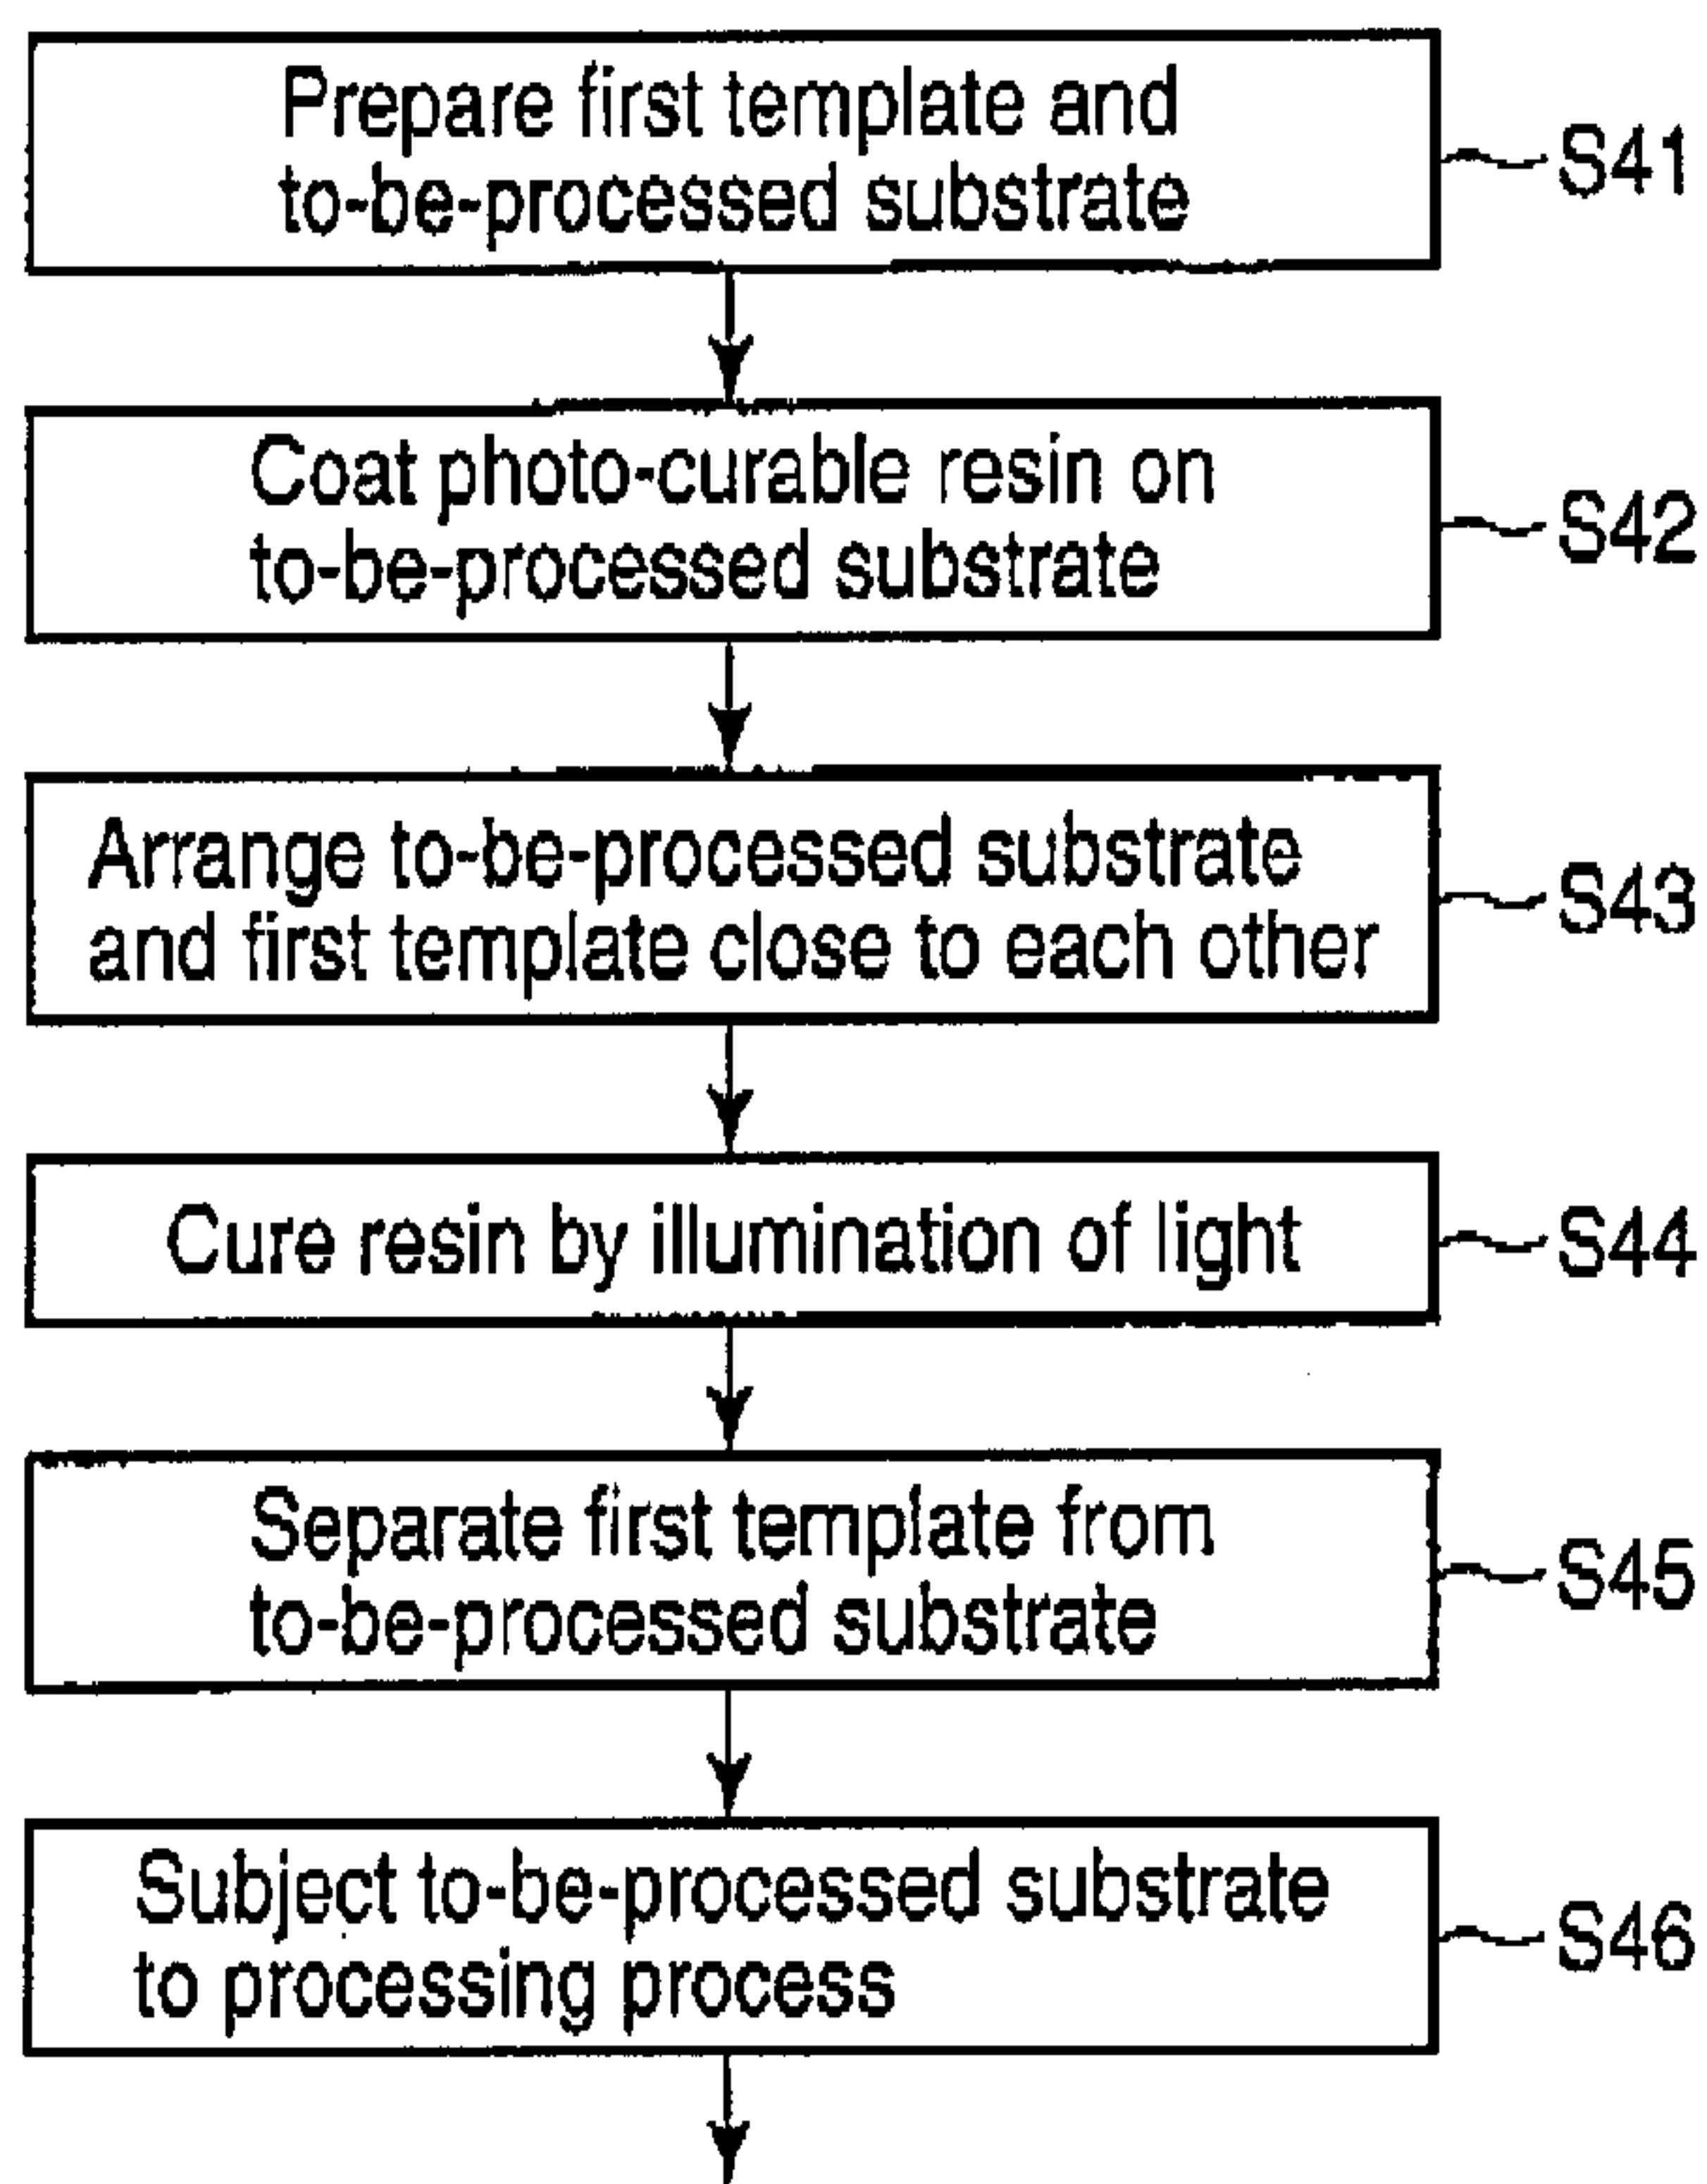 Prepare first template and
to-be-processed substrate
S41
Coat photo-curable resin on
to-be-processed substrate
S42
Arrange to-be-processed substrate
and first template close to each other
S43
Cure resin by illumination of light
S44
Separate first template from
to-be-processed substrate
S45
Subject to-be-processed substrate
to processing process
S46